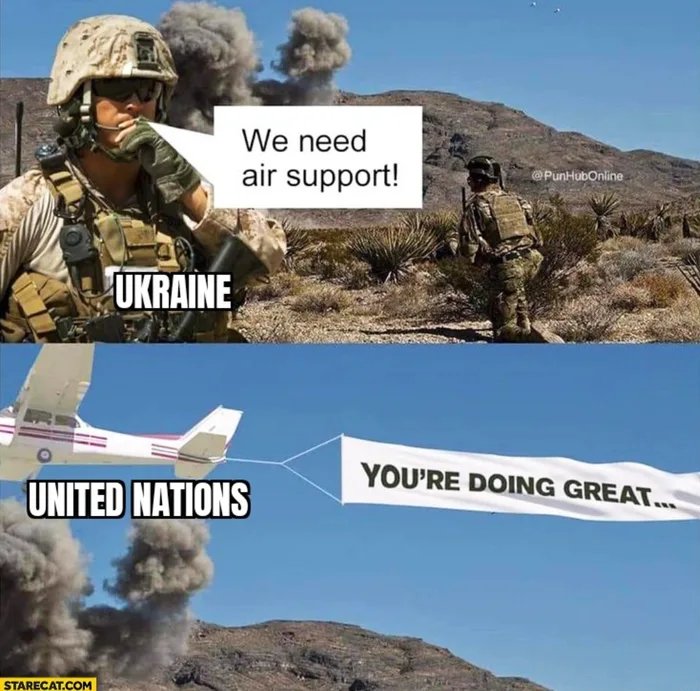 We need
air support!
@PunHubOnline
UKRAINE
YOU'RE DOING GREAT...
UNITED NATIONS
STARECAT.COM